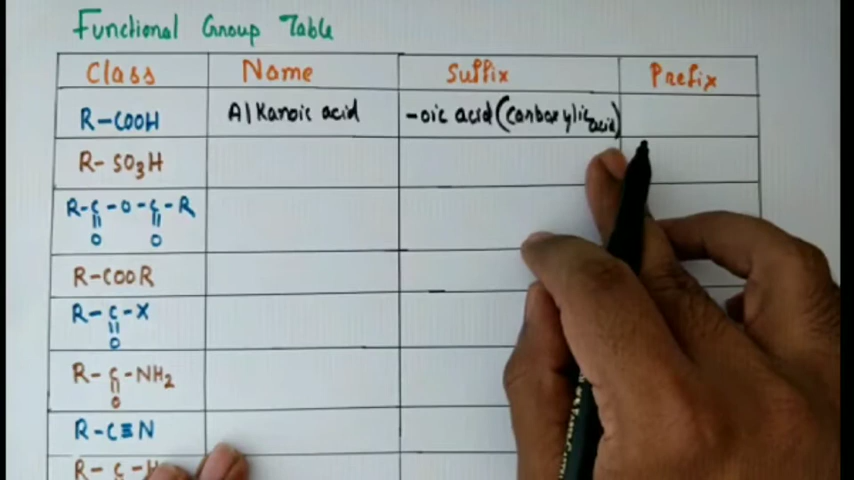 Functional Group Table
Class Name Suffix Prefix
R-COOH Alkanoic acid -oic acid (carboxylic acid)
R-SO3H
R-C-O-C-R
O O
R-COOR
R-C-X
O
R-C-NH2
O
R-C≡N
R-C-H